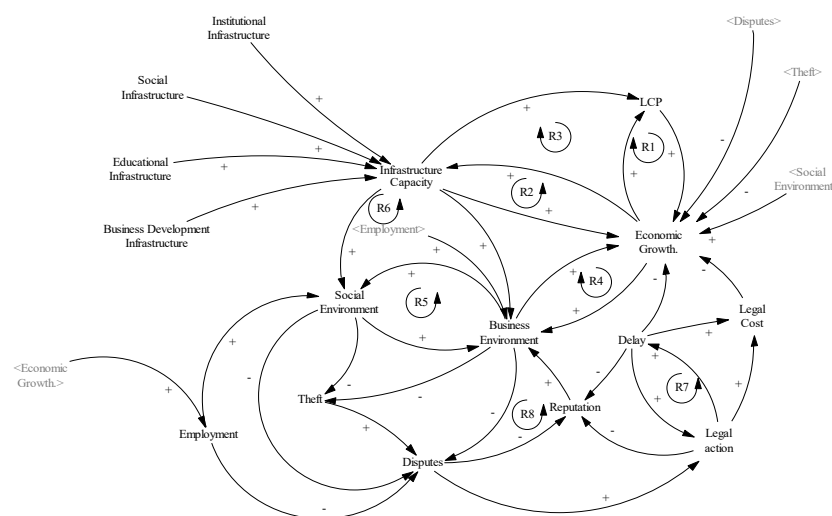 Institutional
Infrastructure
<Disputes>
+
Social
Infrastructure
<Theft>
+
LCP
+
R3
R1
+
+
-
-
Educational
Infrastructure
+
Infrastructure
Capacity
+
R2
+
<Social
Environment
Business Development
Infrastructure
+
R6
<Employment>
+
+
+
Economic
Growth.
+
-
+
R4
-
Social
Environment
R5
+
+
Business
Environment
Delay
+
Legal
Cost
<Economic
Growth.>
+
+
-
-
Theft
-
+
-
R8
-
Reputation
+
+
+
R7
+
Employment
+
Disputes
-
-
Legal
action
-
+